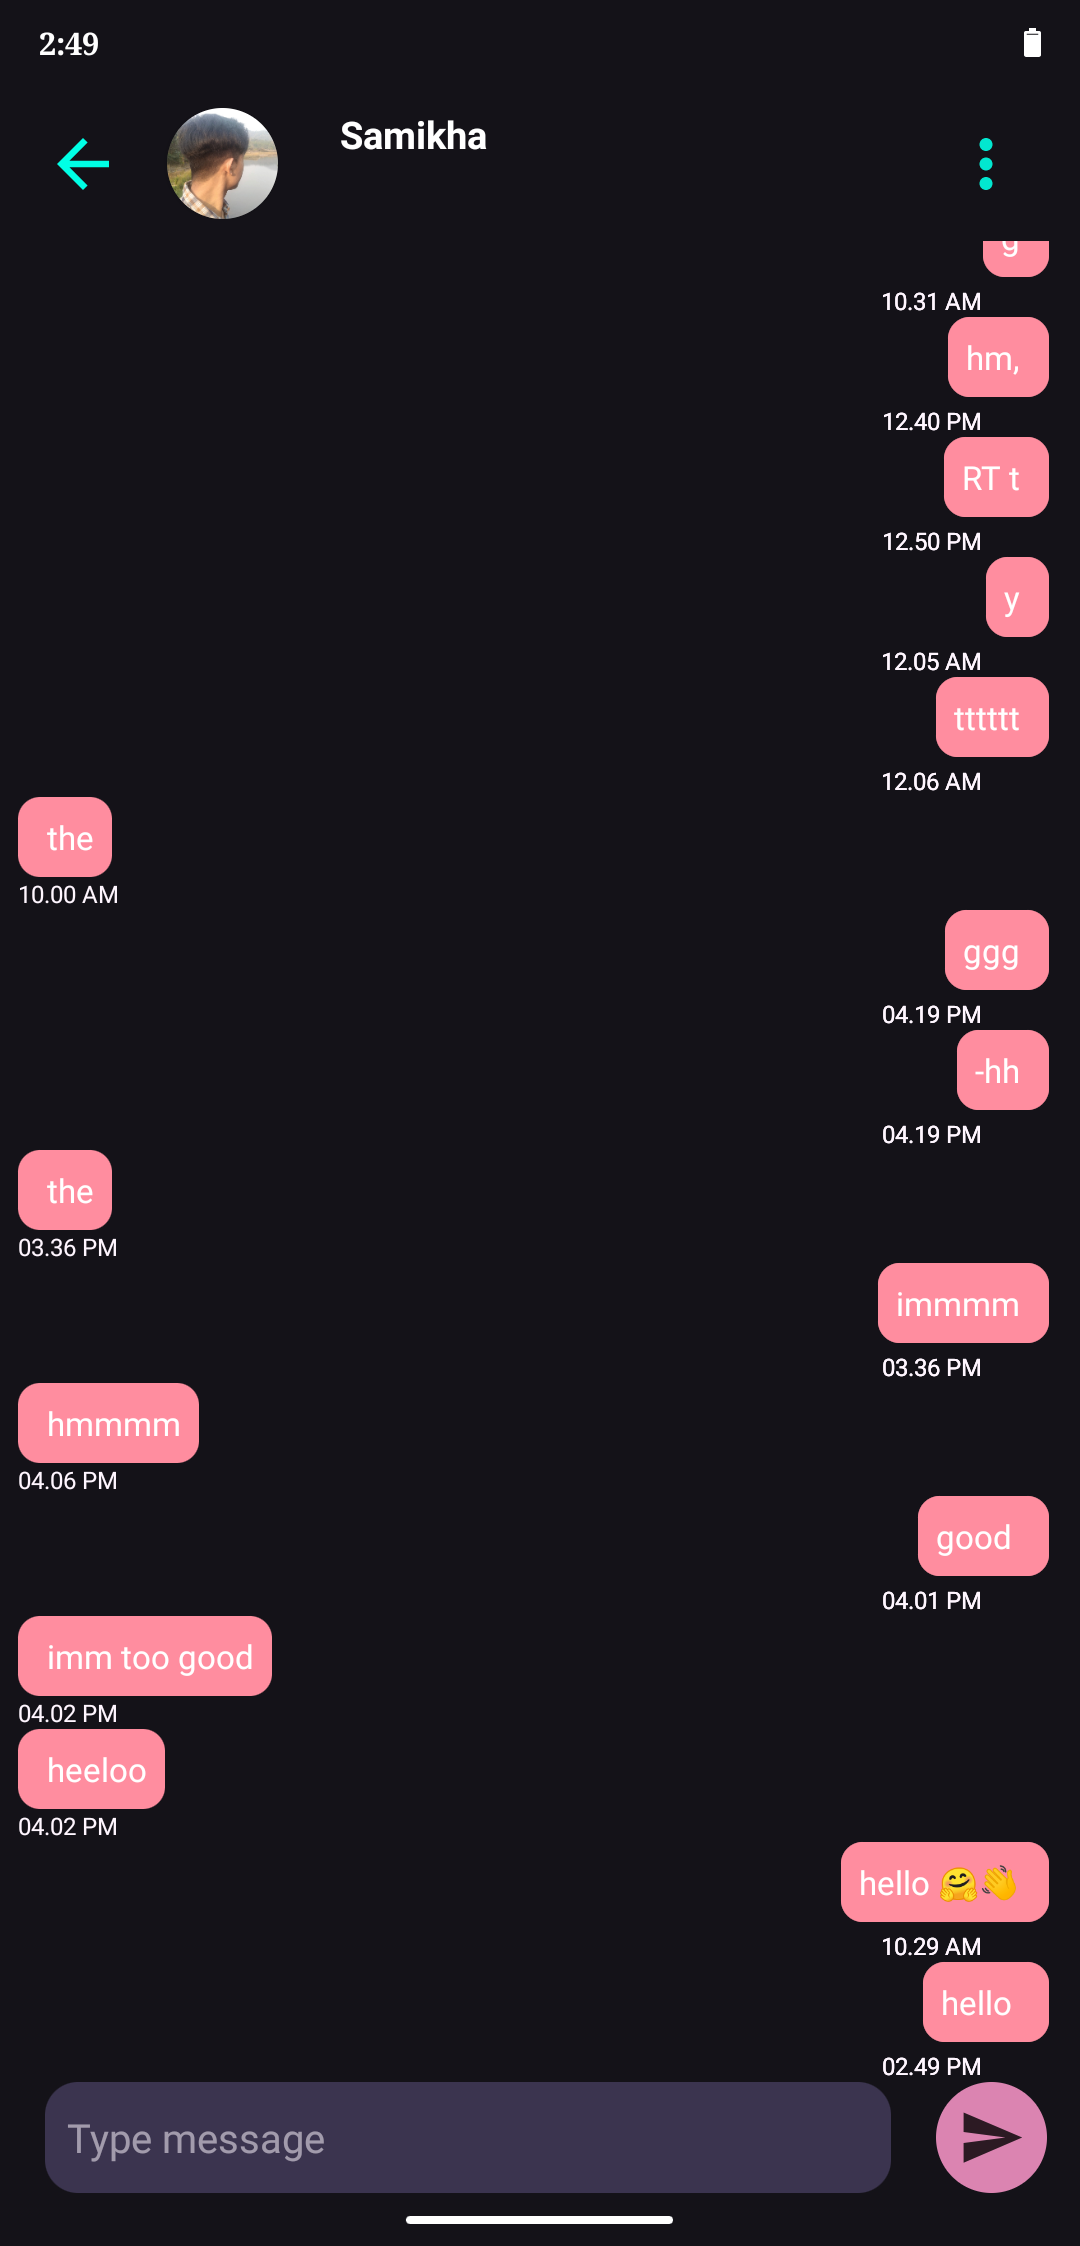 2:49
Samikha
g
10.31 AM
hm,
12.40 PM
RT t
12.50 PM
y
12.05 AM
tttttt
12.06 AM
the
10.00 AM
ggg
04.19 PM
-hh
04.19 PM
the
03.36 PM
immmm
03.36 PM
hmmmm
04.06 PM
good
04.01 PM
imm too good
04.02 PM
heeloo
04.02 PM
hello 🤗👋
10.29 AM
hello
02.49 PM
Type message